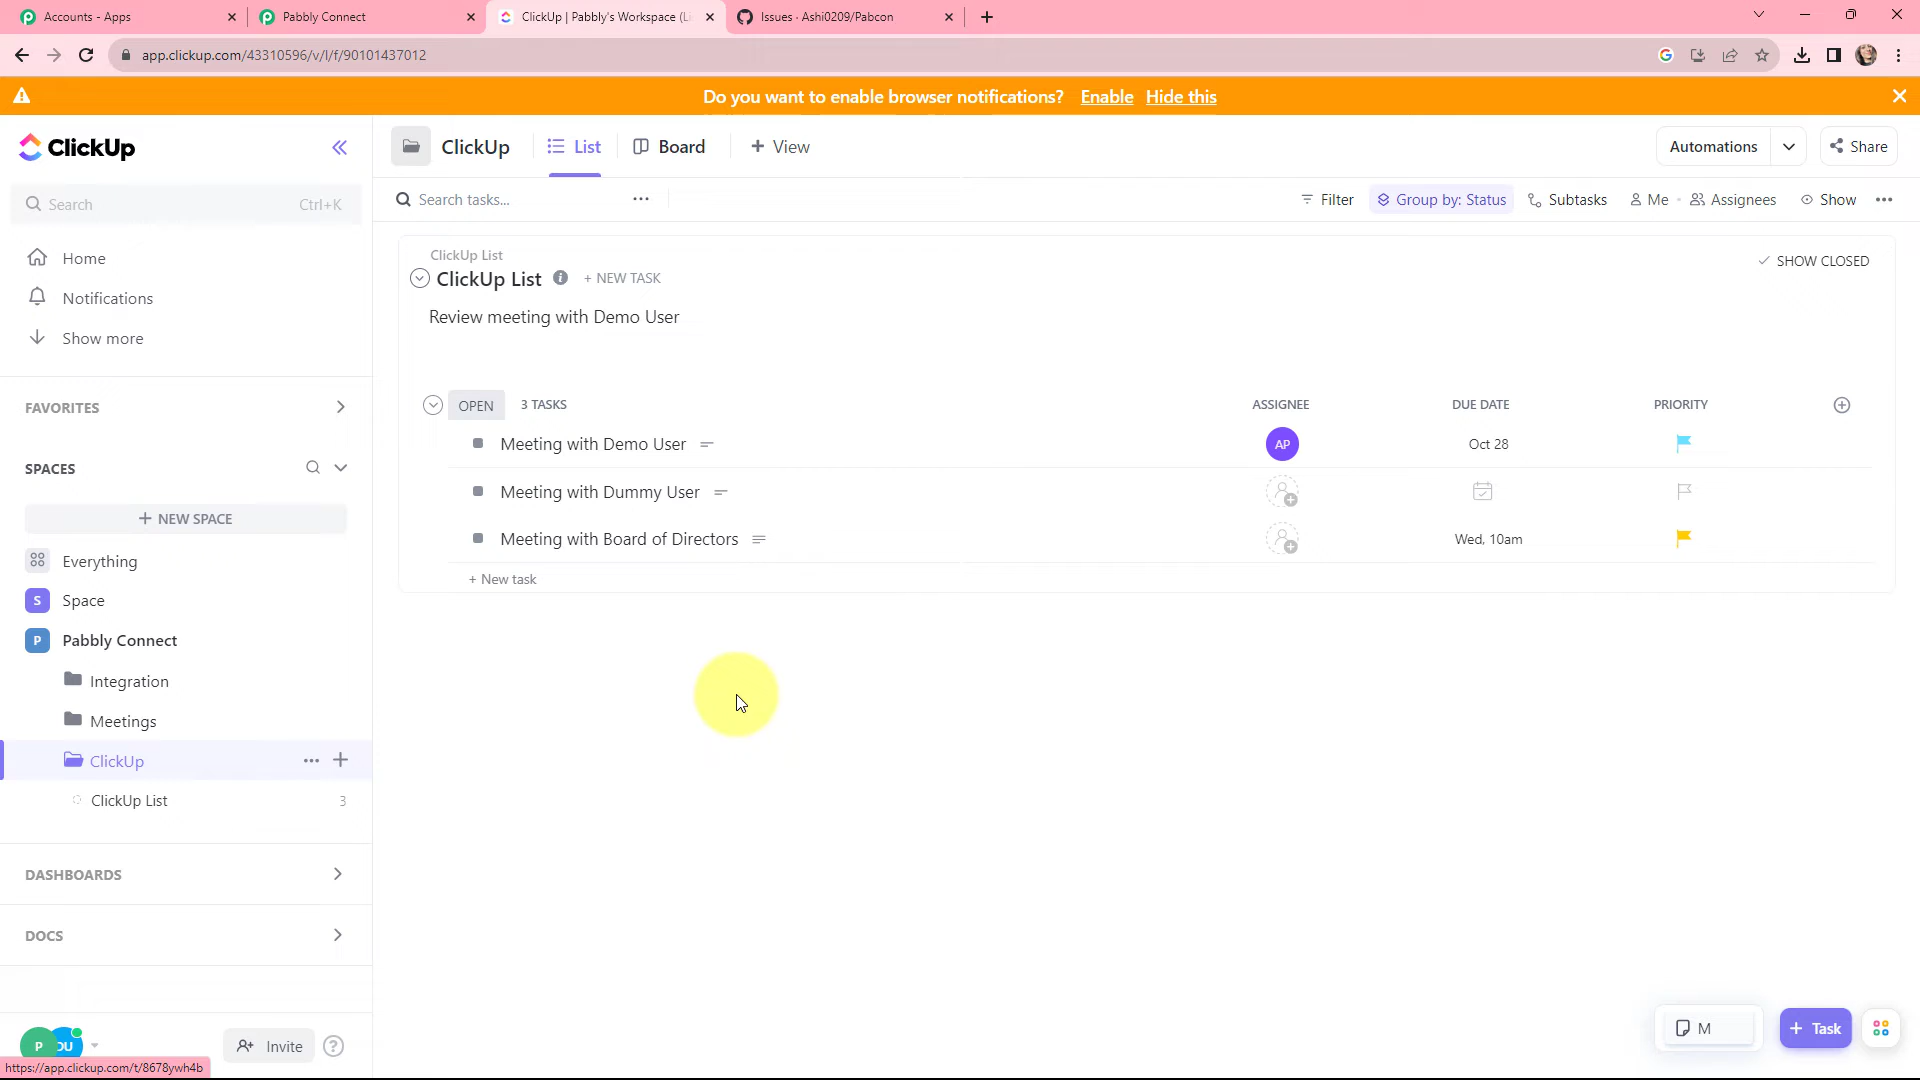 Accounts - Apps
Pabbly Connect
ClickUp | Pabbly's Workspace (Li
Issues · Ashi0209/Pabcon
app.clickup.com/43310596/v/l/f/90101437012
Do you want to enable browser notifications? Enable Hide this
ClickUp
ClickUp
List
Board
+ View
Automations
Share
Search
Ctrl+K
Search tasks...
Filter
Group by: Status
Subtasks
Me
Assignees
Show
Home
Notifications
Show more
ClickUp List
ClickUp List
+ NEW TASK
SHOW CLOSED
Review meeting with Demo User
FAVORITES
OPEN
3 TASKS
ASSIGNEE
DUE DATE
PRIORITY
Meeting with Demo User
AP
Oct 28
Meeting with Dummy User
Meeting with Board of Directors
Wed, 10am
+ New task
SPACES
+ NEW SPACE
Everything
S
Space
P
Pabbly Connect
Integration
Meetings
ClickUp
ClickUp List
3
DASHBOARDS
DOCS
P
DU
Invite
?
M
+ Task
https://app.clickup.com/t/8678ywh4b